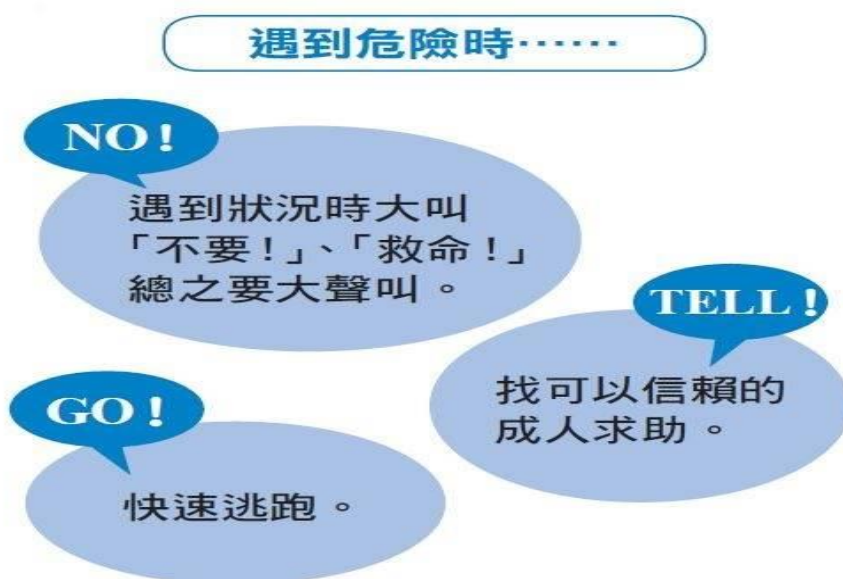 遇到危險時⋯⋯
NO!
遇到狀況時大叫
「不要!」、「救命!」
總之要大聲叫。
TELL!
找可以信賴的
成人求助。
GO!
快速逃跑。